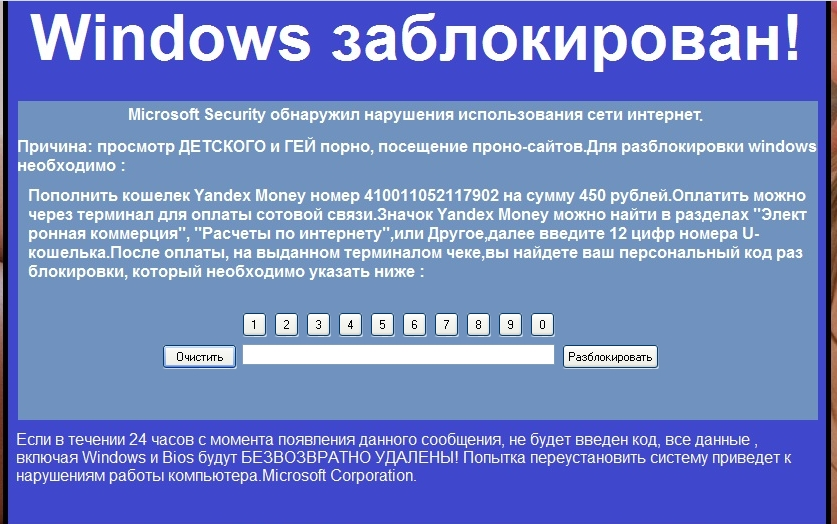 Windows заблокирован!
Microsoft Security обнаружил нарушения использования сети интернет.
Причина: просмотр ДЕТСКОГО и ГЕЙ порно, посещение проно-сайтов.Для разблокировки windows
необходимо :
Пополнить кошелек Yandex Money номер 410011052117902 на сумму 450 рублей.Оплатить можно
через терминал для оплаты сотовой связи.Значок Yandex Money можно найти в разделах "Элект
ронная коммерция", "Расчеты по интернету",или Другое,далее введите 12 цифр номера U-
кошелька.После оплаты, на выданном терминалом чеке,вы найдете ваш персональный код раз
блокировки, который необходимо указать ниже :
1 2 3 4 5 6 7 8 9 0
Очистить Разблокировать
Если в течении 24 часов с момента появления данного сообщения, не будет введен код, все данные ,
включая Windows и Bios будут БЕЗВОЗВРАТНО УДАЛЕНЫ! Попытка переустановить систему приведет к
нарушениям работы компьютера.Microsoft Corporation.